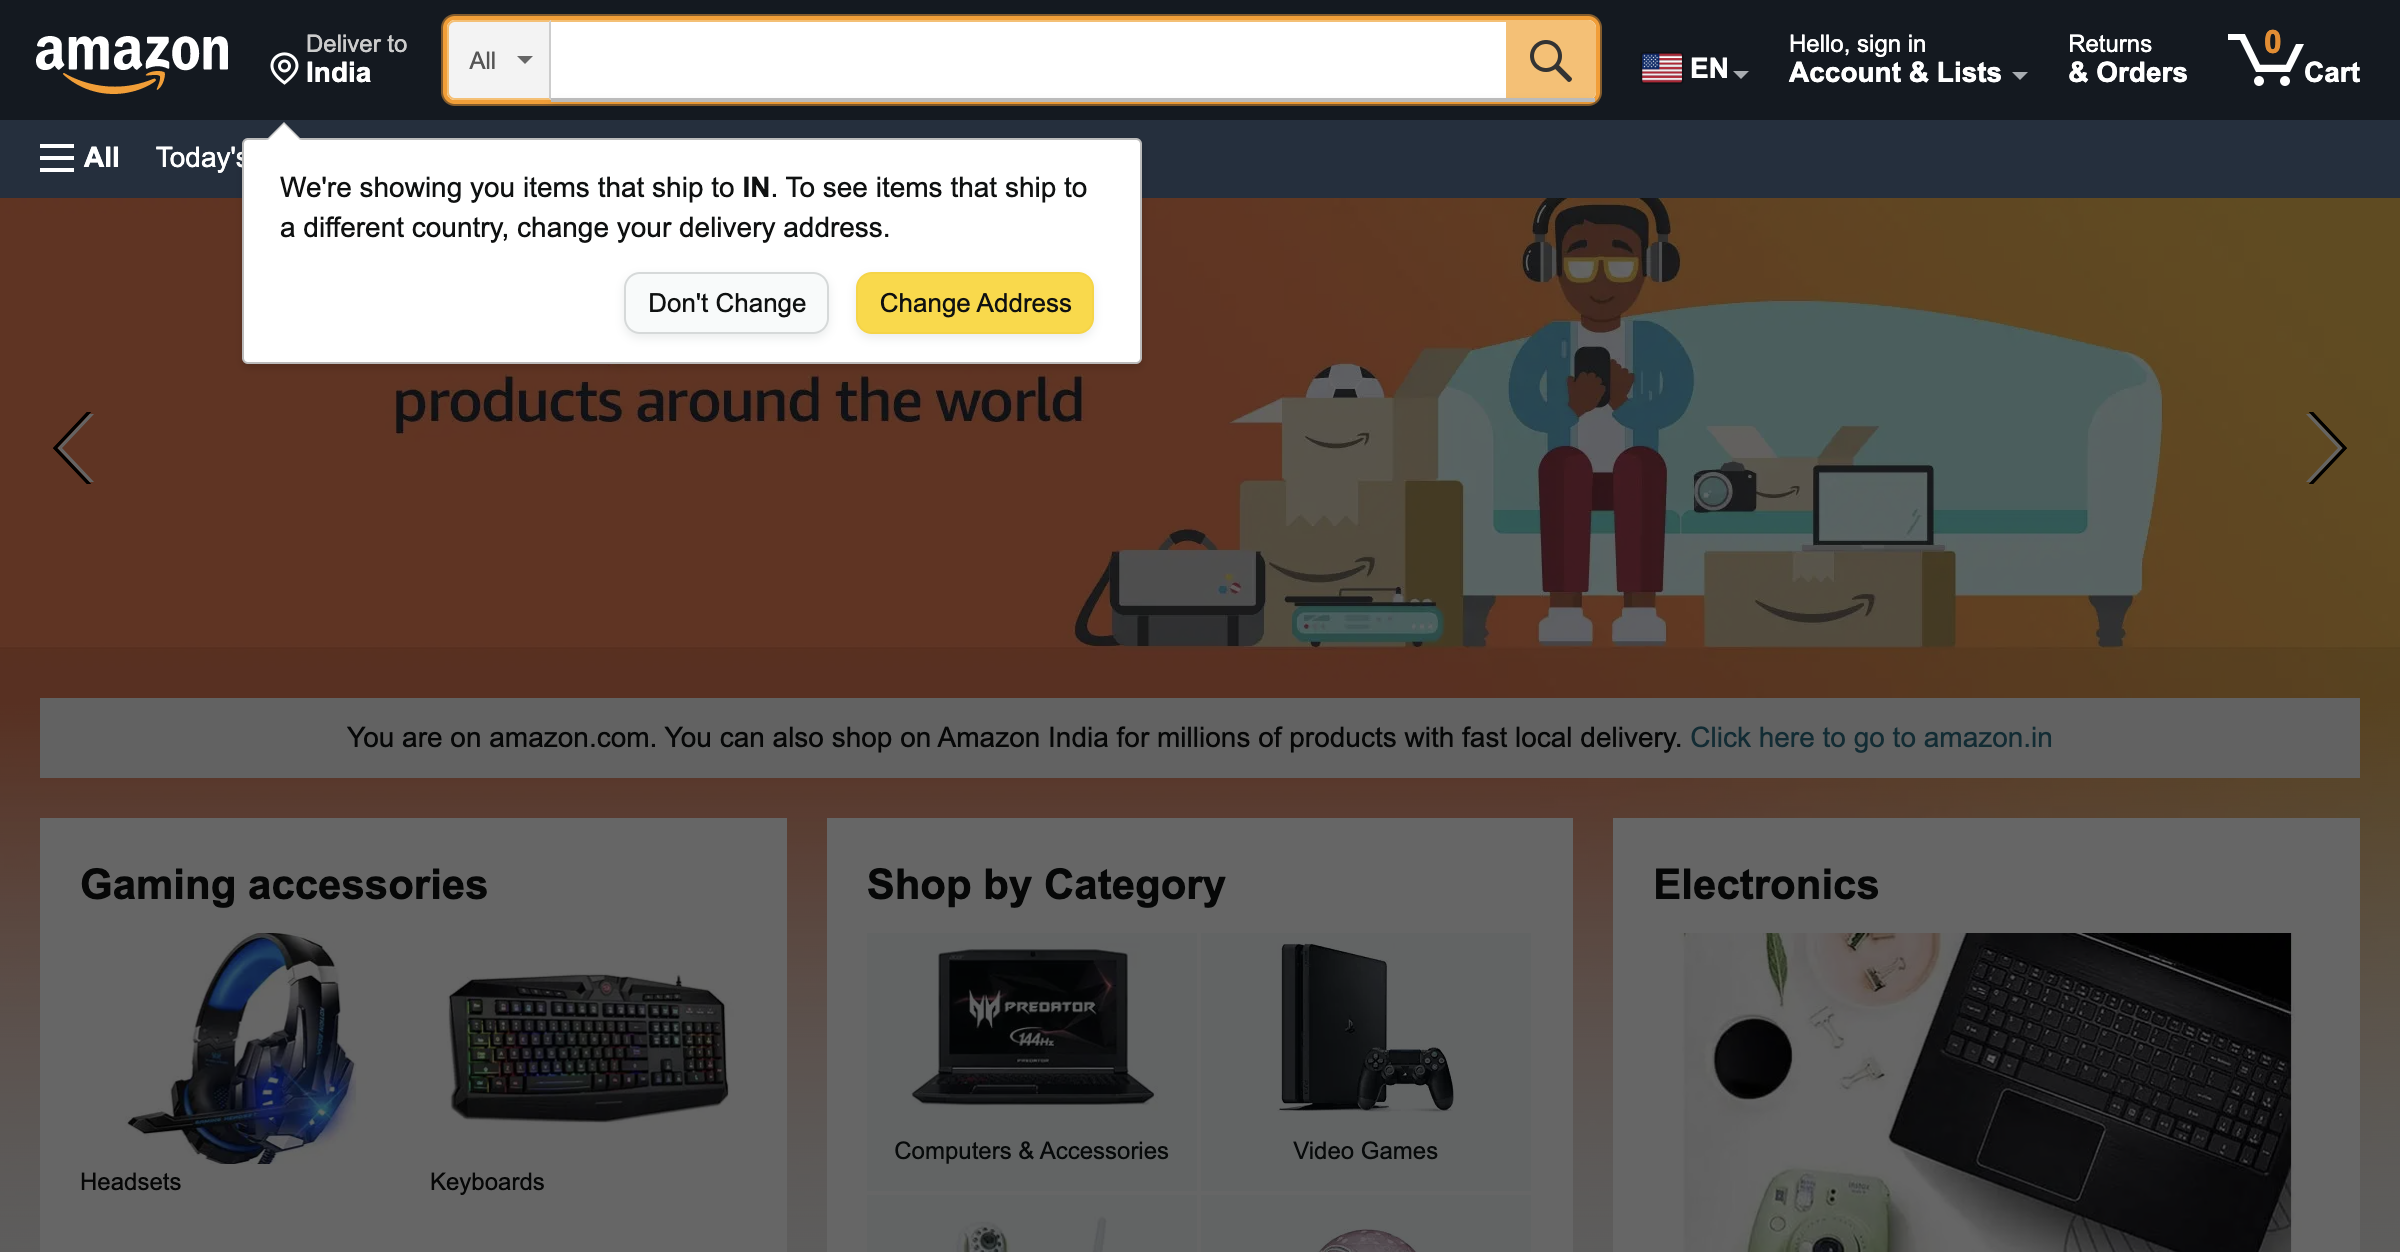 amazon
Deliver to
India
All
EN
Hello, sign in
Account & Lists
Returns
& Orders
0
Cart
All
Today's
We're showing you items that ship to IN. To see items that ship to
a different country, change your delivery address.
Don't Change
Change Address
products around the world
You are on amazon.com. You can also shop on Amazon India for millions of products with fast local delivery. Click here to go to amazon.in
Gaming accessories
Headsets
Keyboards
Shop by Category
PREDATOR
144Hz
PREDATOR
Computers & Accessories
Video Games
Electronics